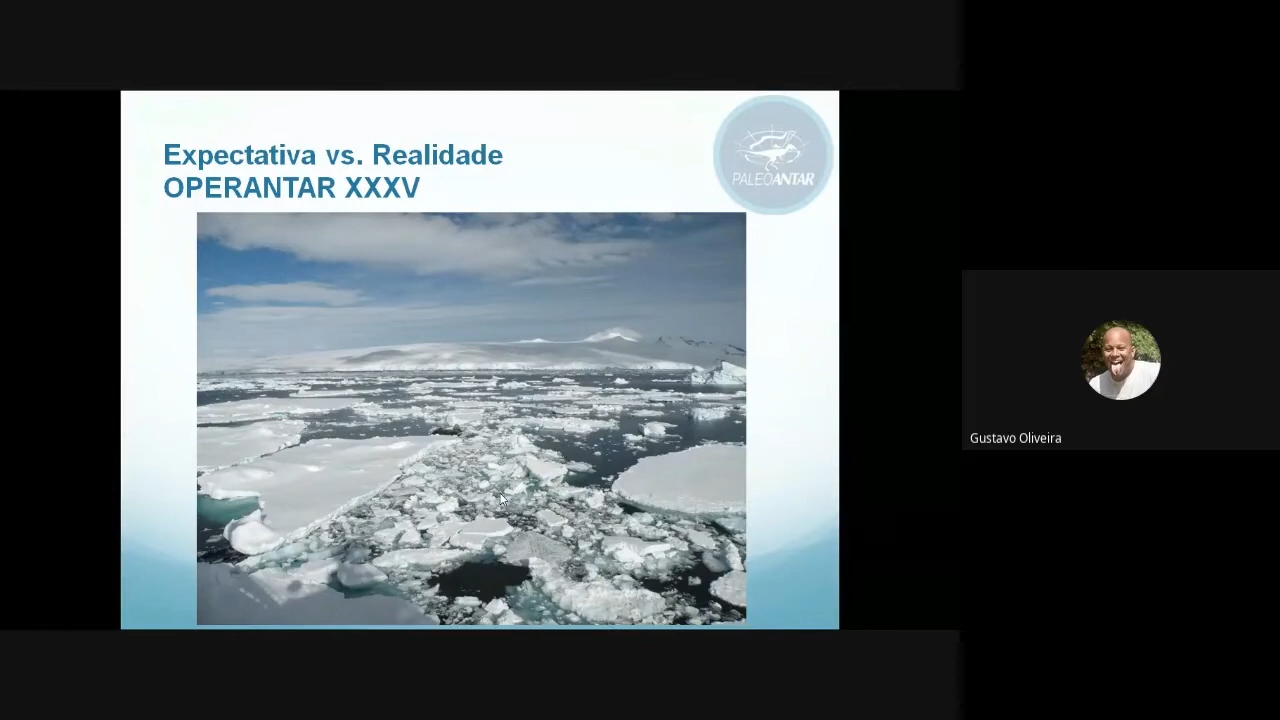 Expectativa vs. Realidade
OPERANTAR XXXV
PALEOANTAR
Gustavo Oliveira